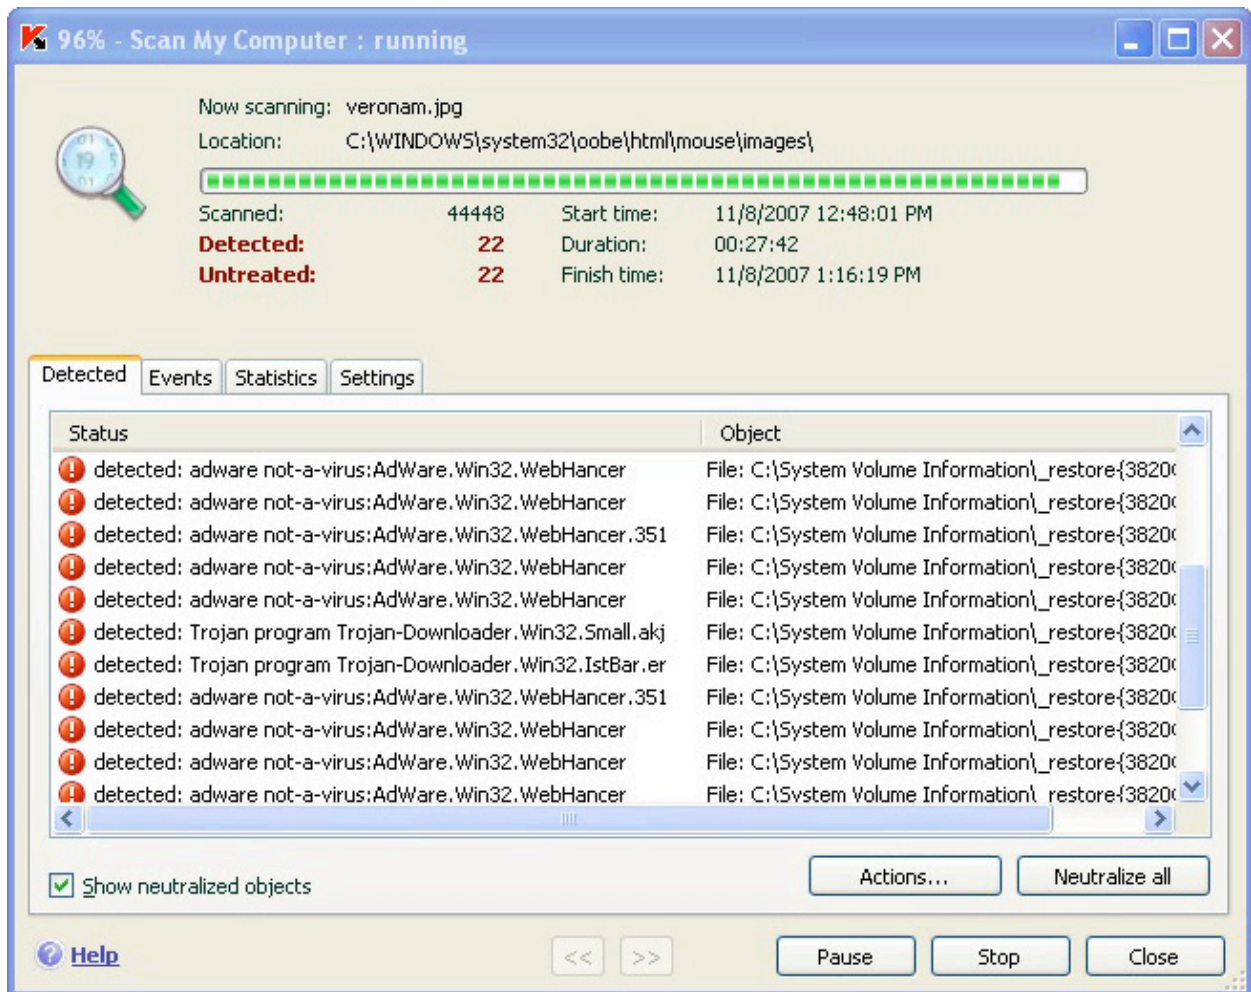 96% - Scan My Computer : running
Now scanning: veronam.jpg
Location: C:\WINDOWS\system32\oobe\html\mouse\images\
Scanned: 44448 Start time: 11/8/2007 12:48:01 PM
Detected: 22 Duration: 00:27:42
Untreated: 22 Finish time: 11/8/2007 1:16:19 PM
Detected Events Statistics Settings
Status Object
detected: adware not-a-virus:AdWare.Win32.WebHancer File: C:\System Volume Information\_restore{3820
detected: adware not-a-virus:AdWare.Win32.WebHancer File: C:\System Volume Information\_restore{3820
detected: adware not-a-virus:AdWare.Win32.WebHancer.351 File: C:\System Volume Information\_restore{3820
detected: adware not-a-virus:AdWare.Win32.WebHancer File: C:\System Volume Information\_restore{3820
detected: adware not-a-virus:AdWare.Win32.WebHancer File: C:\System Volume Information\_restore{3820
detected: Trojan program Trojan-Downloader.Win32.Small.akj File: C:\System Volume Information\_restore{3820
detected: Trojan program Trojan-Downloader.Win32.IstBar.er File: C:\System Volume Information\_restore{3820
detected: adware not-a-virus:AdWare.Win32.WebHancer.351 File: C:\System Volume Information\_restore{3820
detected: adware not-a-virus:AdWare.Win32.WebHancer File: C:\System Volume Information\_restore{3820
detected: adware not-a-virus:AdWare.Win32.WebHancer File: C:\System Volume Information\_restore{3820
detected: adware not-a-virus:AdWare.Win32.WebHancer File: C:\System Volume Information\_restore{3820
Show neutralized objects Actions... Neutralize all
Help << >> Pause Stop Close